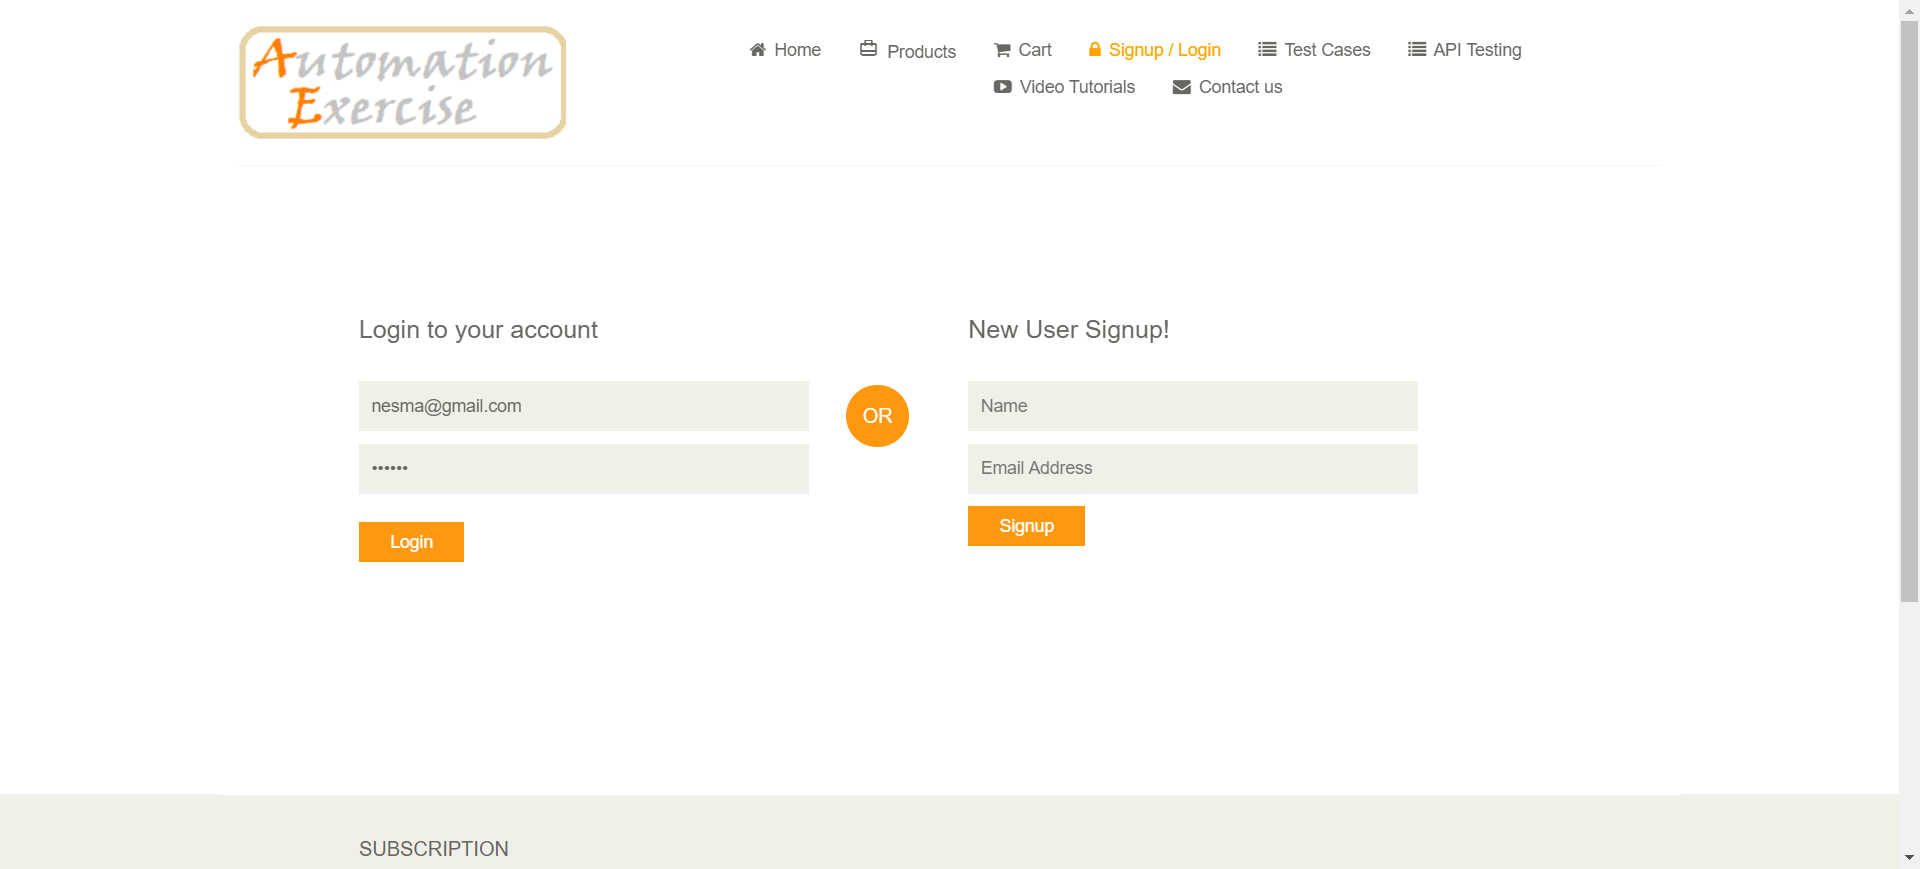 Automation
Exercise
Home
Products
Cart
Signup / Login
Test Cases
API Testing
Video Tutorials
Contact us
Login to your account
nesma@gmail.com
••••••
Login
OR
New User Signup!
Name
Email Address
Signup
SUBSCRIPTION